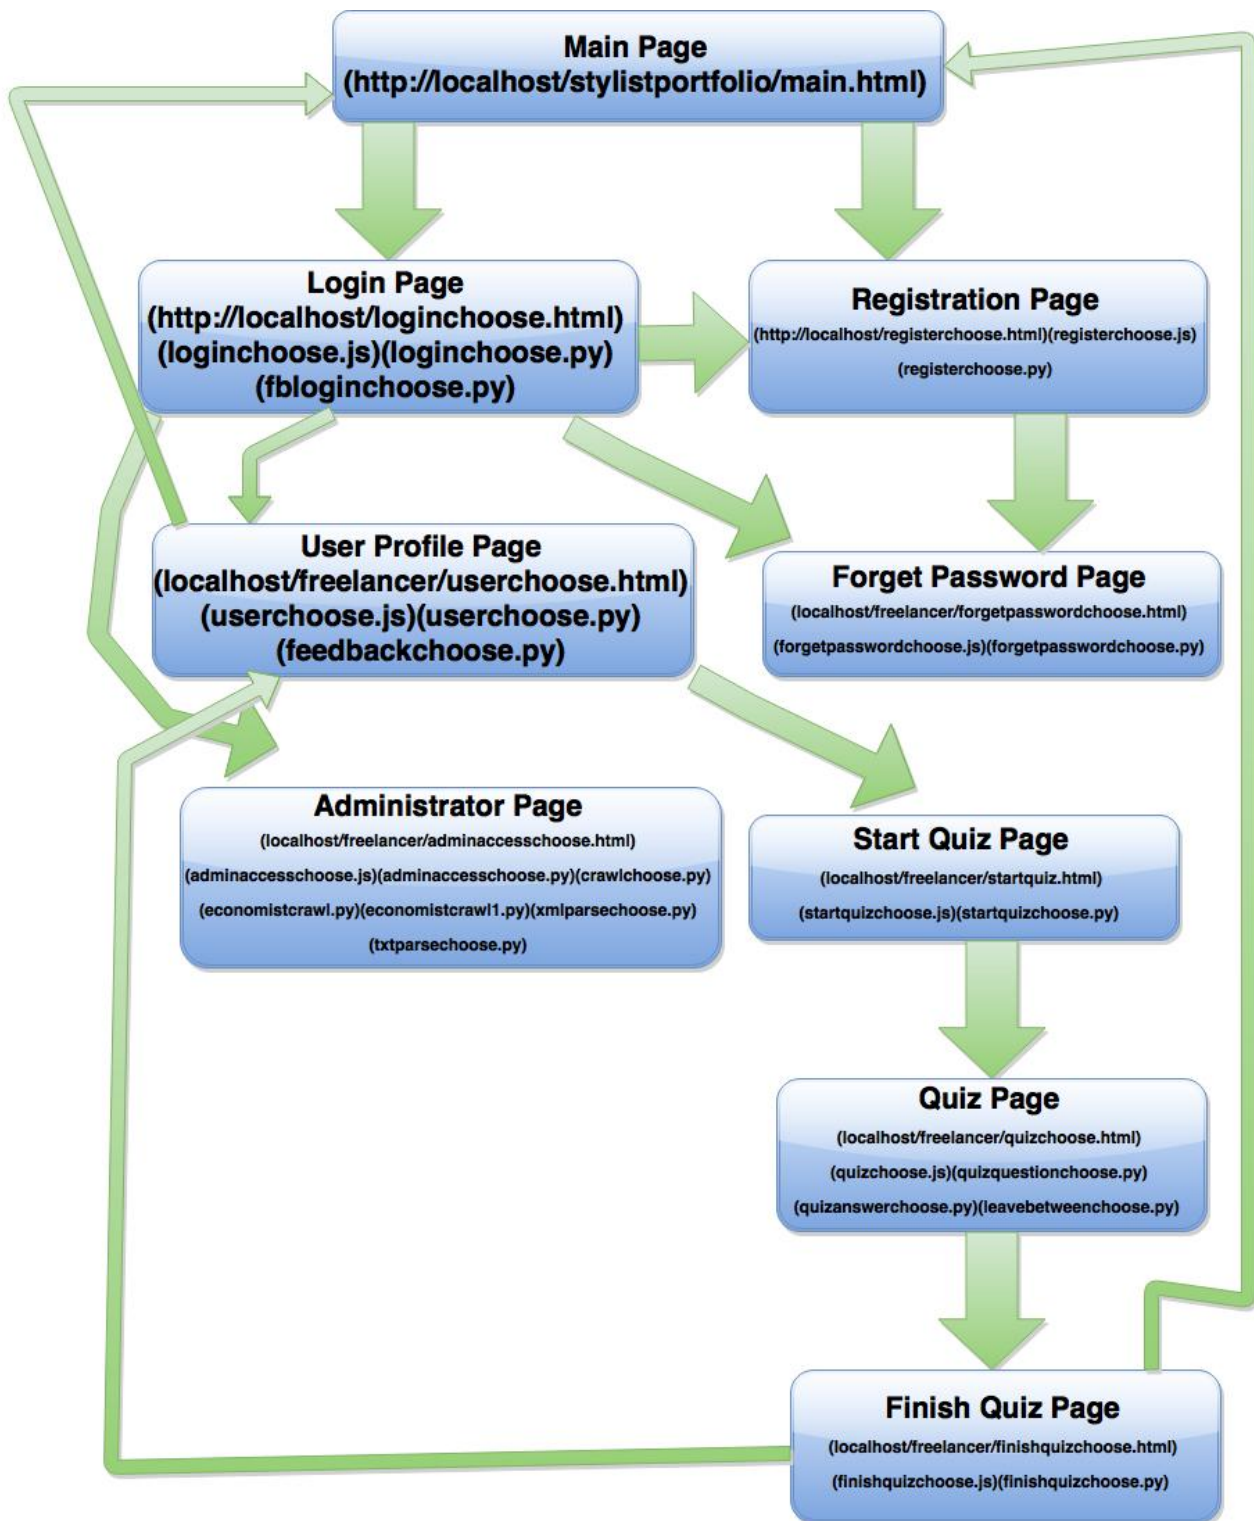 Main Page
(http://localhost/stylistportfolio/main.html)
Login Page
(http://localhost/loginchoose.html)
(loginchoose.js)(loginchoose.py)
(fbloginchoose.py)
Registration Page
(http://localhost/registerchoose.html)(registerchoose.js)
(registerchoose.py)
User Profile Page
(localhost/freelancer/userchoose.html)
(userchoose.js)(userchoose.py)
(feedbackchoose.py)
Forget Password Page
(localhost/freelancer/forgetpasswordchoose.html)
(forgetpasswordchoose.js)(forgetpasswordchoose.py)
Administrator Page
(localhost/freelancer/adminaccesschoose.html)
(adminaccesschoose.js)(adminaccesschoose.py)(crawlchoose.py)
(economistcrawl.py)(economistcrawl1.py)(xmlparsechoose.py)
(txtparsechoose.py)
Start Quiz Page
(localhost/freelancer/startquiz.html)
(startquizchoose.js)(startquizchoose.py)
Quiz Page
(localhost/freelancer/quizchoose.html)
(quizchoose.js)(quizquestionchoose.py)
(quizanswerchoose.py)(leavebetweenchoose.py)
Finish Quiz Page
(localhost/freelancer/finishquizchoose.html)
(finishquizchoose.js)(finishquizchoose.py)